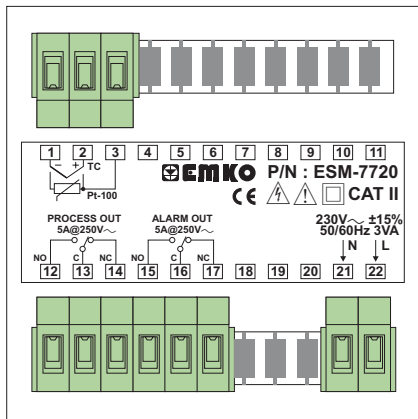 1 2 3 4 5 6 7 8 9 10 11
− + TC
Pt-100
EMKO
CE
P/N : ESM-7720
CAT II
PROCESS OUT
5A@250V～
ALARM OUT
5A@250V～
230V～ ±15%
50/60Hz 3VA
N L
NO C NC NO C NC
12 13 14 15 16 17 18 19 20 21 22